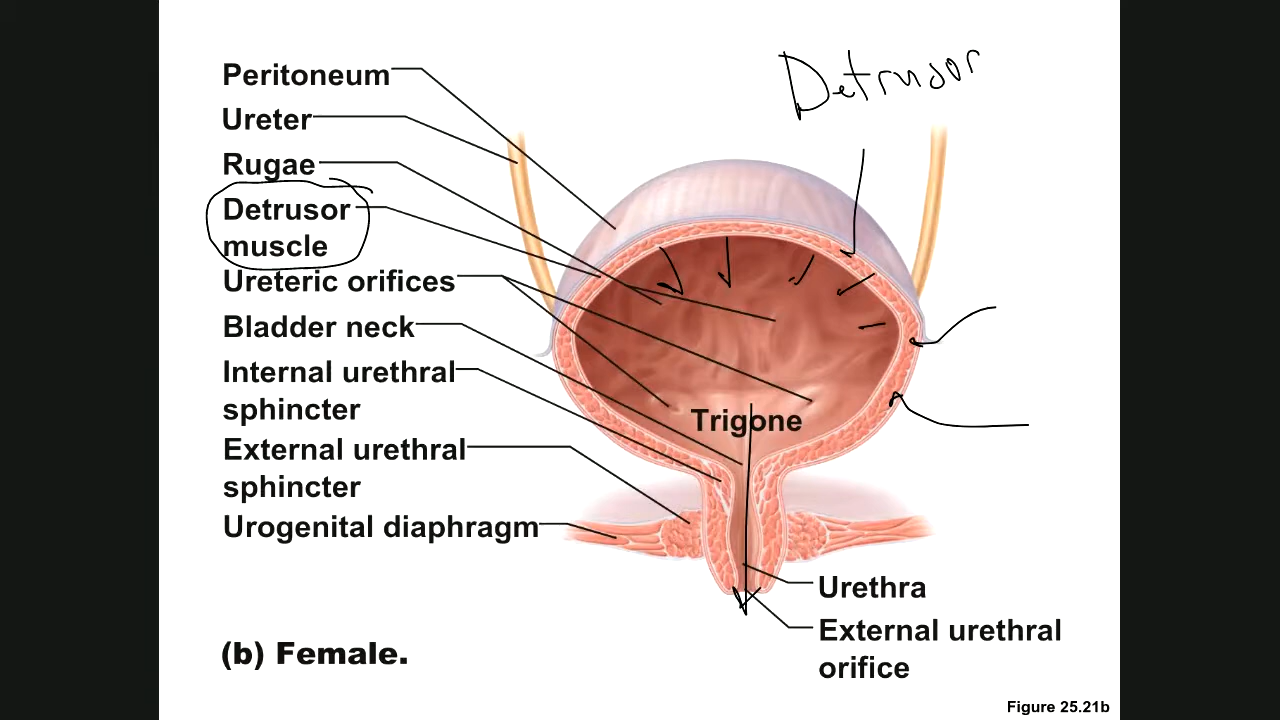 Detrusor
Peritoneum
Ureter
Rugae
Detrusor
muscle
Ureteric orifices
Bladder neck
Internal urethral
sphincter
External urethral
sphincter
Urogenital diaphragm
Trigone
Urethra
External urethral
orifice
(b) Female.
Figure 25.21b